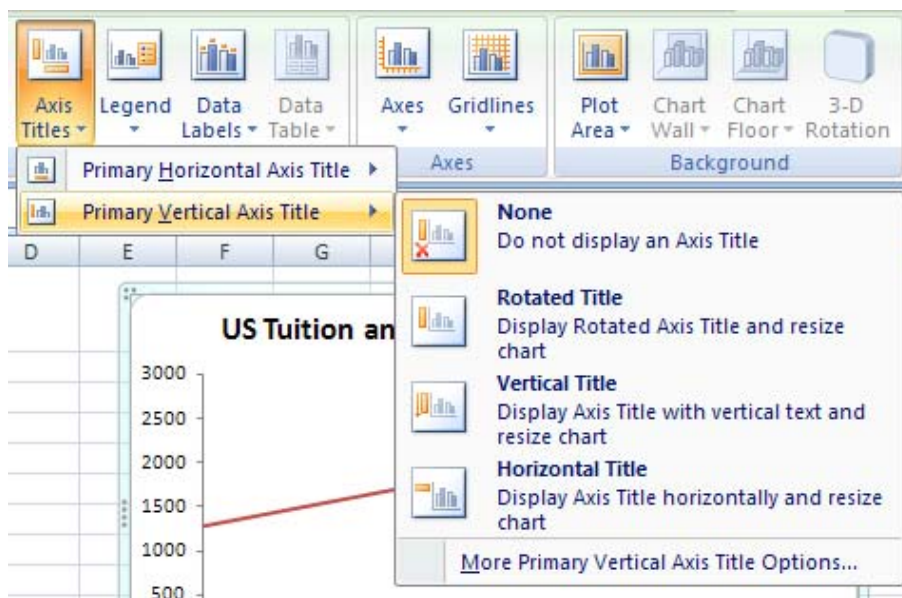 Axis Titles
Legend
Data Labels
Data Table
Axes
Gridlines
Plot Area
Chart Wall
Chart Floor
3-D Rotation
Axes
Background
Primary Horizontal Axis Title
Primary Vertical Axis Title
None
Do not display an Axis Title
Rotated Title
Display Rotated Axis Title and resize
chart
Vertical Title
Display Axis Title with vertical text and
resize chart
Horizontal Title
Display Axis Title horizontally and resize
chart
More Primary Vertical Axis Title Options...
D E F G
US Tuition an
3000
2500
2000
1500
1000
500